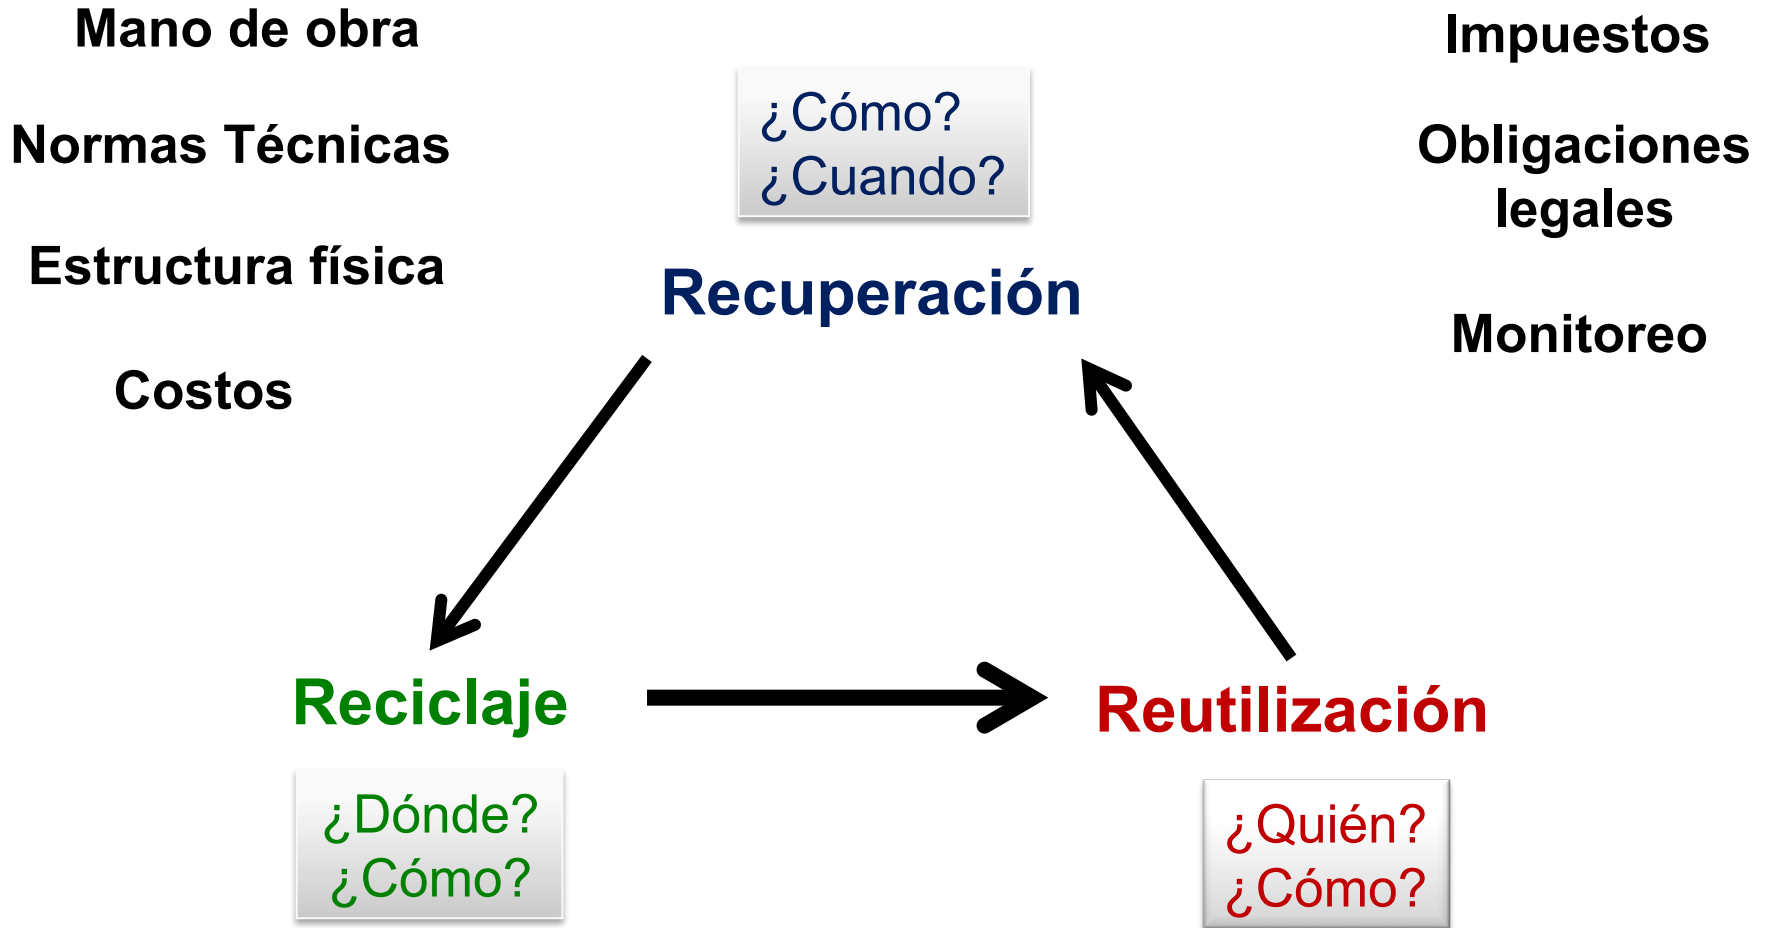 Mano de obra
Normas Técnicas
Estructura física
Costos
¿Cómo?
¿Cuando?
Recuperación
Impuestos
Obligaciones
legales
Monitoreo
Reciclaje
¿Dónde?
¿Cómo?
Reutilización
¿Quién?
¿Cómo?